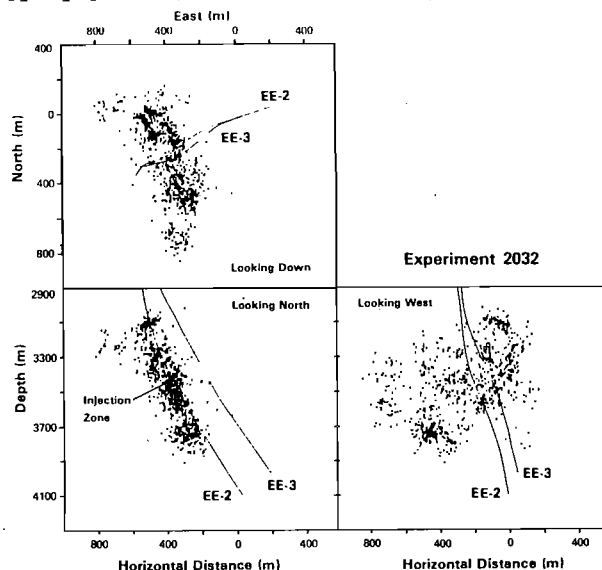 East (m)
800 400 0 400
400
0
400
800
North (m)
EE-2
EE-3
Looking Down
Experiment 2032
2900
3300
3700
4100
Depth (m)
Looking North
Injection
Zone
EE-3
EE-2
Looking West
EE-3
EE-2
800 400 0 400
400 0 400
Horizontal Distance (m)
Horizontal Distance (m)